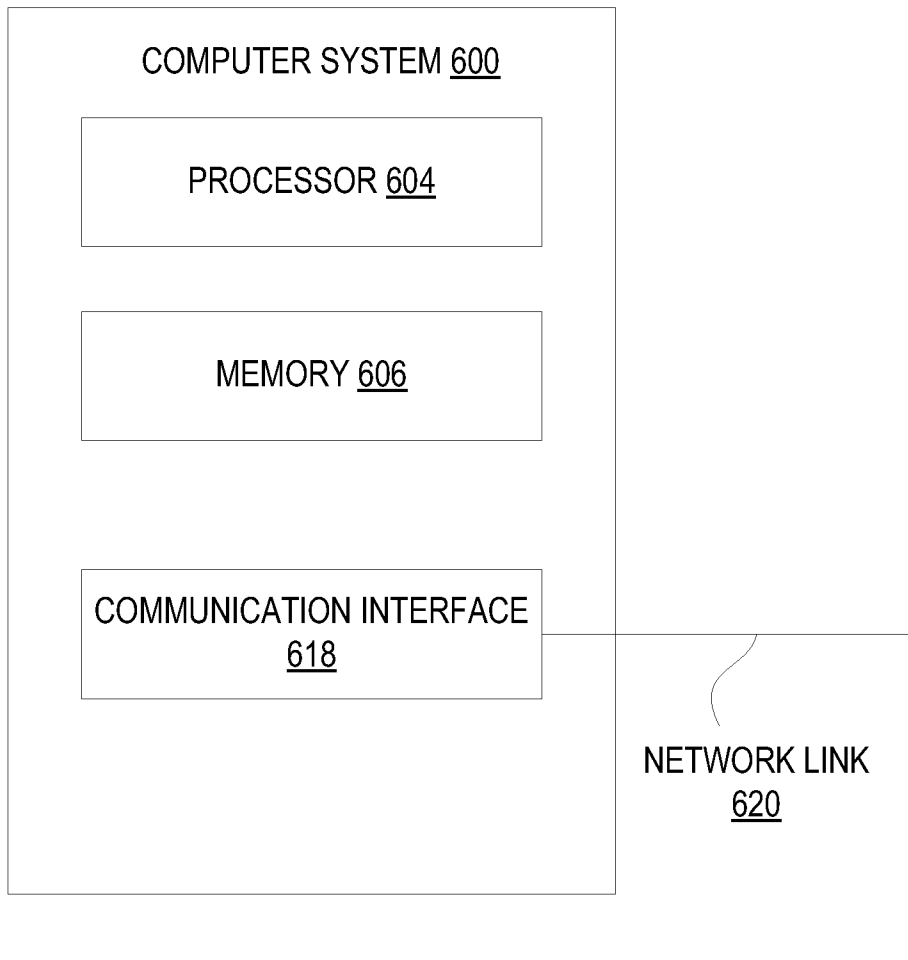 COMPUTER SYSTEM 600
PROCESSOR 604
MEMORY 606
COMMUNICATION INTERFACE
618
NETWORK LINK
620